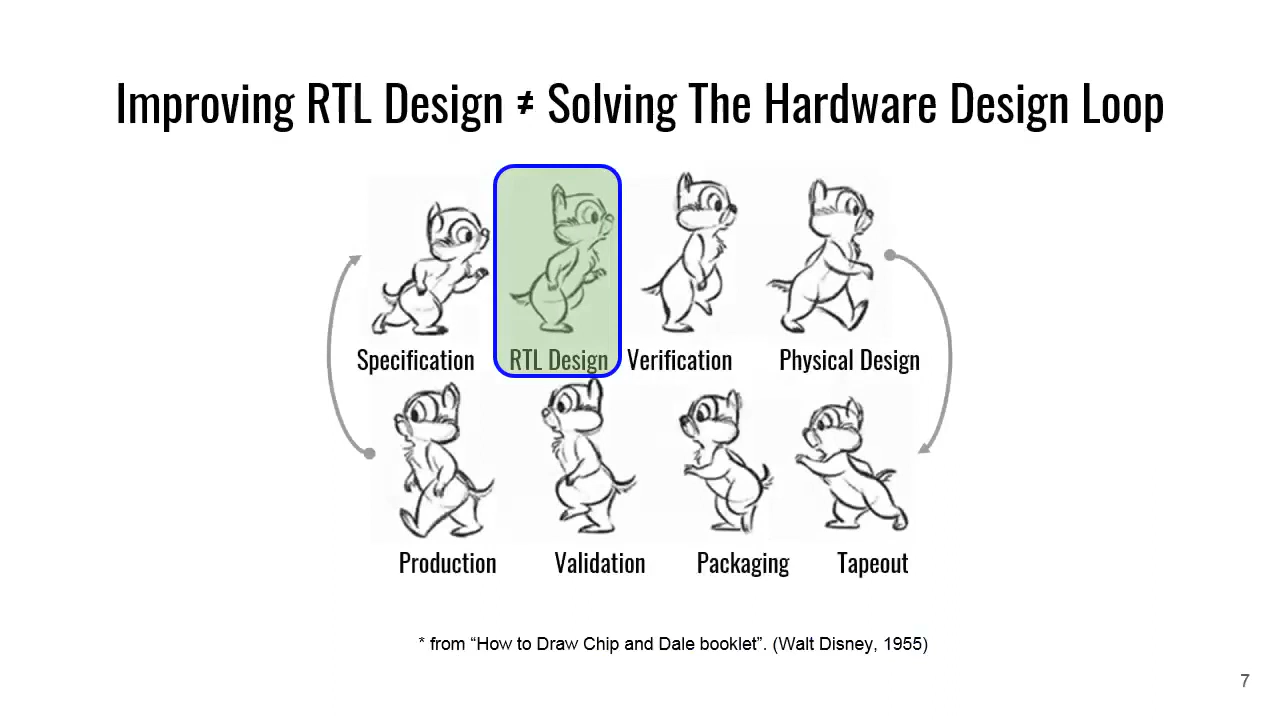 Improving RTL Design ≠ Solving The Hardware Design Loop
Specification RTL Design Verification Physical Design
Production Validation Packaging Tapeout
* from “How to Draw Chip and Dale booklet”. (Walt Disney, 1955)
7